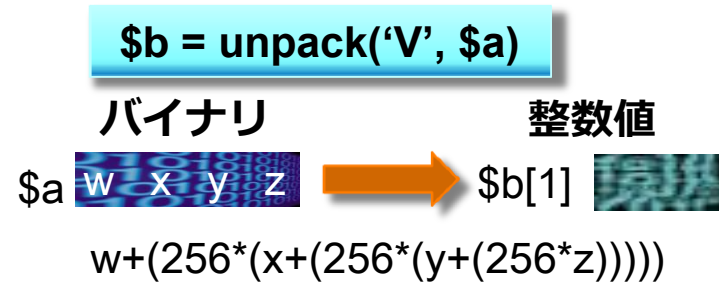 $b = unpack(‘V’, $a)
バイナリ 整数値
$a w x y z $b[1]
w+(256*(x+(256*(y+(256*z)))))